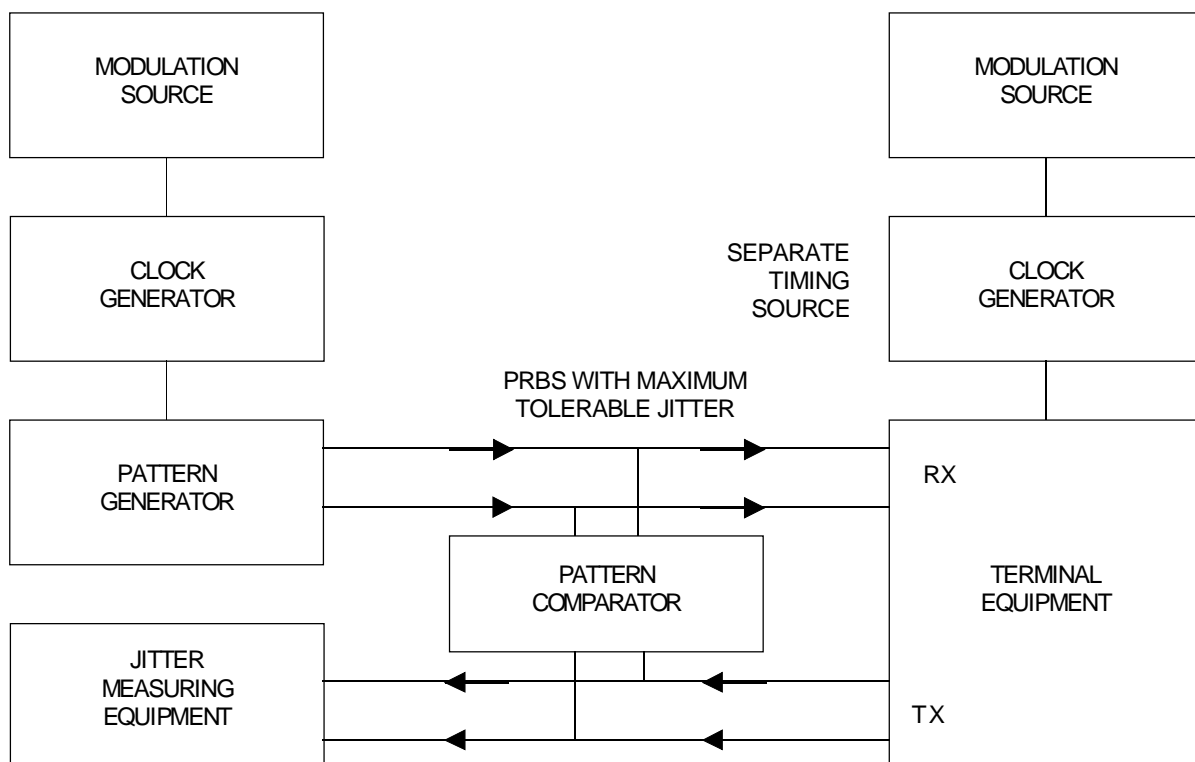 MODULATION
SOURCE
MODULATION
SOURCE
CLOCK
GENERATOR
SEPARATE
TIMING
SOURCE
CLOCK
GENERATOR
PRBS WITH MAXIMUM
TOLERABLE JITTER
PATTERN
GENERATOR
RX
PATTERN
COMPARATOR
TERMINAL
EQUIPMENT
JITTER
MEASURING
EQUIPMENT
TX